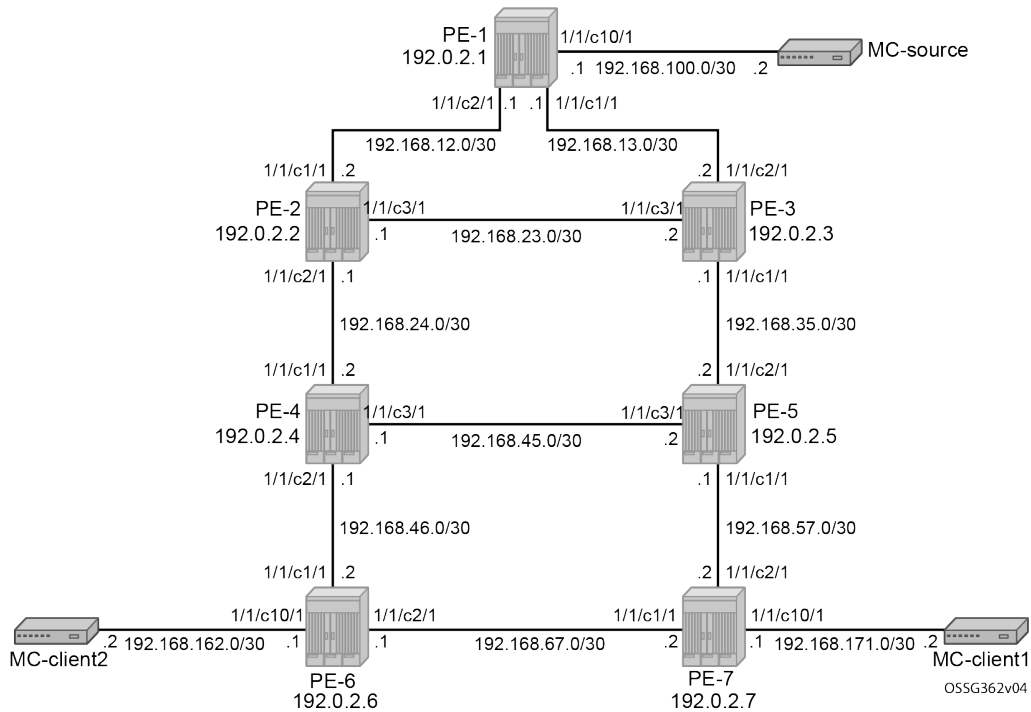 PE-1
192.0.2.1
1/1/c10/1
MC-source
.1 192.168.100.0/30 .2
1/1/c2/1 .1 .1 1/1/c1/1
192.168.12.0/30 192.168.13.0/30
1/1/c1/1 .2 .2 1/1/c2/1
PE-2 1/1/c3/1 1/1/c3/1 PE-3
192.0.2.2 .1 192.168.23.0/30 .2 192.0.2.3
1/1/c2/1 .1 .1 1/1/c1/1
192.168.24.0/30 192.168.35.0/30
1/1/c1/1 .2 .2 1/1/c2/1
PE-4 1/1/c3/1 1/1/c3/1 PE-5
192.0.2.4 .1 192.168.45.0/30 .2 192.0.2.5
1/1/c2/1 .1 .1 1/1/c1/1
192.168.46.0/30 192.168.57.0/30
1/1/c1/1 .2 .2 1/1/c2/1
1/1/c10/1 1/1/c2/1 1/1/c1/1 1/1/c10/1
.2 192.168.162.0/30 .1 .1 192.168.67.0/30 .2 .1 192.168.171.0/30 .2
MC-client2 MC-client1
PE-6 PE-7
192.0.2.6 192.0.2.7
OSSG362v04